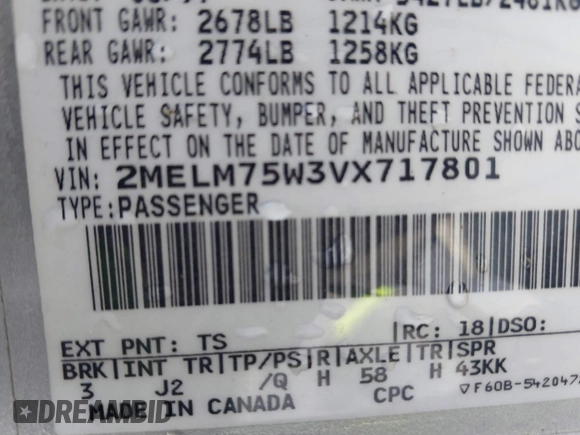 FRONT GAWR: 2678LB 1214KG
REAR GAWR: 2774LB 1258KG
THIS VEHICLE CONFORMS TO ALL APPLICABLE FEDERA
VEHICLE SAFETY, BUMPER, AND THEFT PREVENTION S
IN EFFECT ON THE DATE OF MANUFACTURE SHOWN ABO
VIN: 2MELM75W3VX717801
TYPE: PASSENGER
EXT PNT: TS |RC: 18|DSO:
BRK|INT TR|TP/PS|R|AXLE|TR|SPR
3 J2 /Q H 58 H 43KK
MADE IN CANADA CPC ▽F60B-542047
DREAMBID